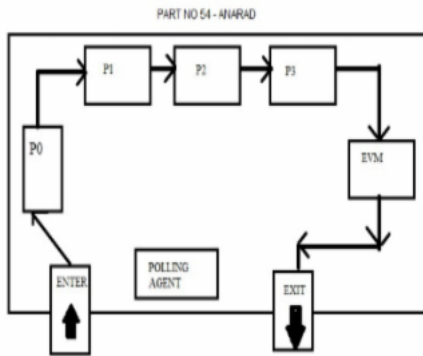 PART NO 54 - ANARAD
P1
P2
P3
P0
EVM
ENTER
POLLING
AGENT
EXIT